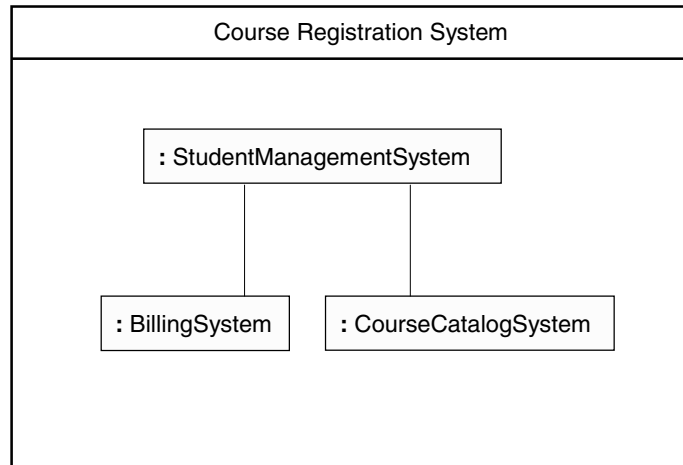 Course Registration System
: StudentManagementSystem
: BillingSystem
: CourseCatalogSystem